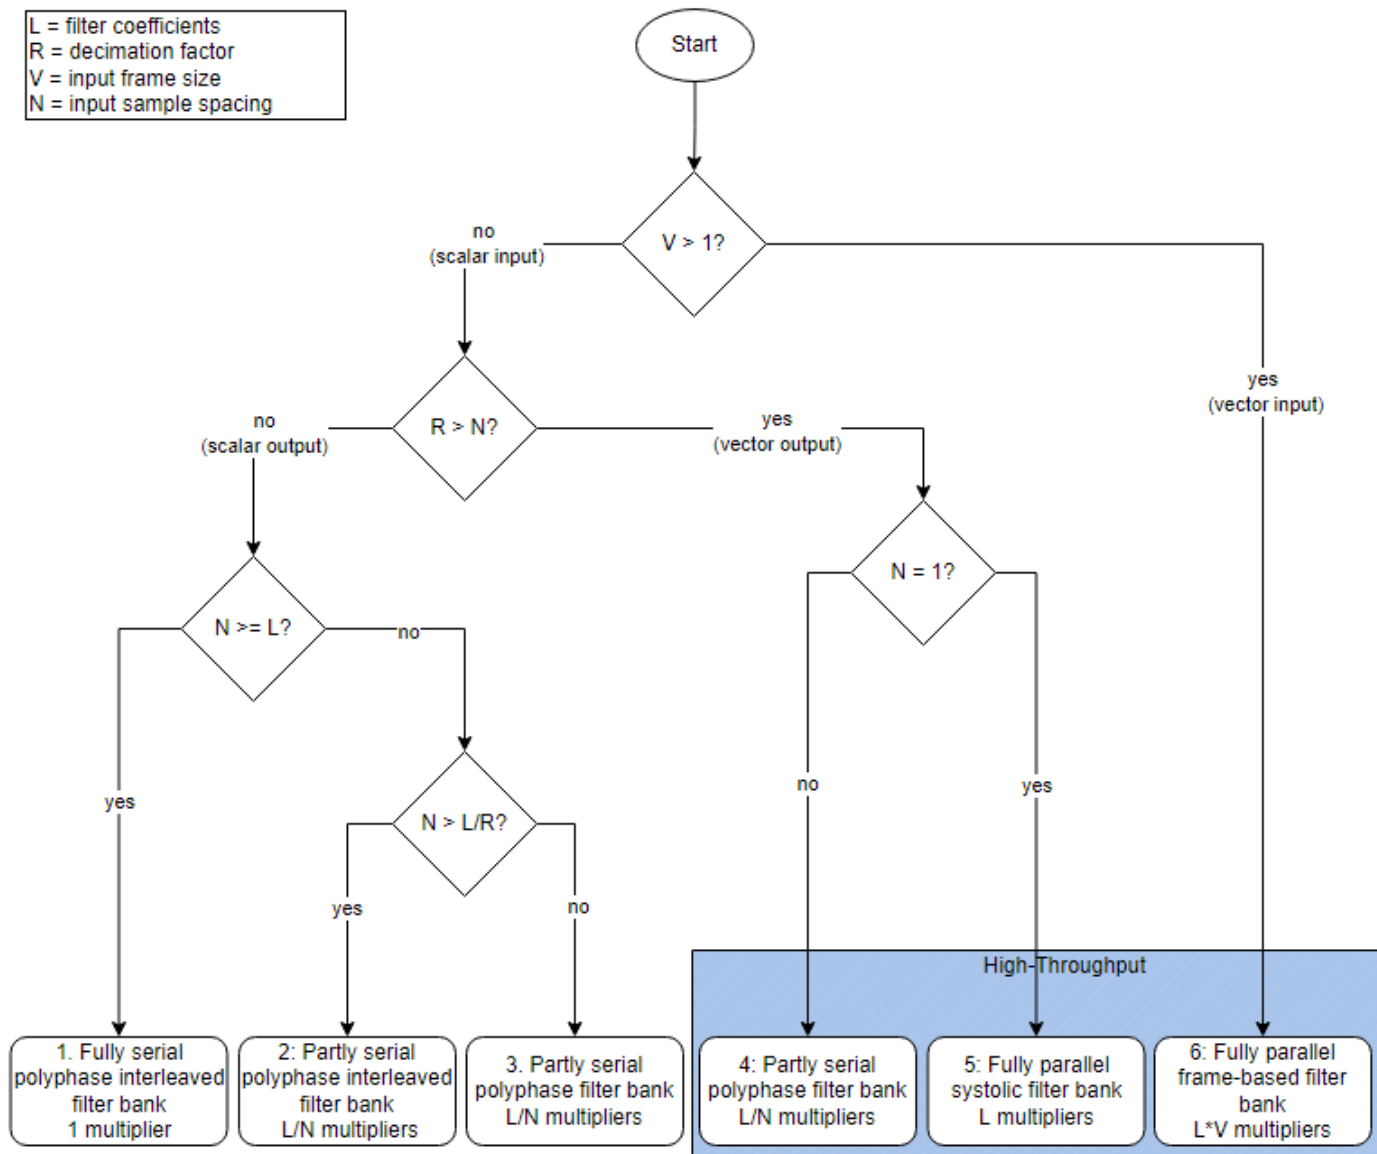 L = filter coefficients
R = decimation factor
V = input frame size
N = input sample spacing
Start
V > 1?
no
(scalar input)
yes
(vector input)
R > N?
no
(scalar output)
yes
(vector output)
N = 1?
N >= L?
no
yes
no
yes
N > L/R?
yes
no
High-Throughput
1. Fully serial
polyphase interleaved
filter bank
1 multiplier
2: Partly serial
polyphase interleaved
filter bank
L/N multipliers
3. Partly serial
polyphase filter bank
L/N multipliers
4: Partly serial
polyphase filter bank
L/N multipliers
5: Fully parallel
systolic filter bank
L multipliers
6: Fully parallel
frame-based filter
bank
L*V multipliers